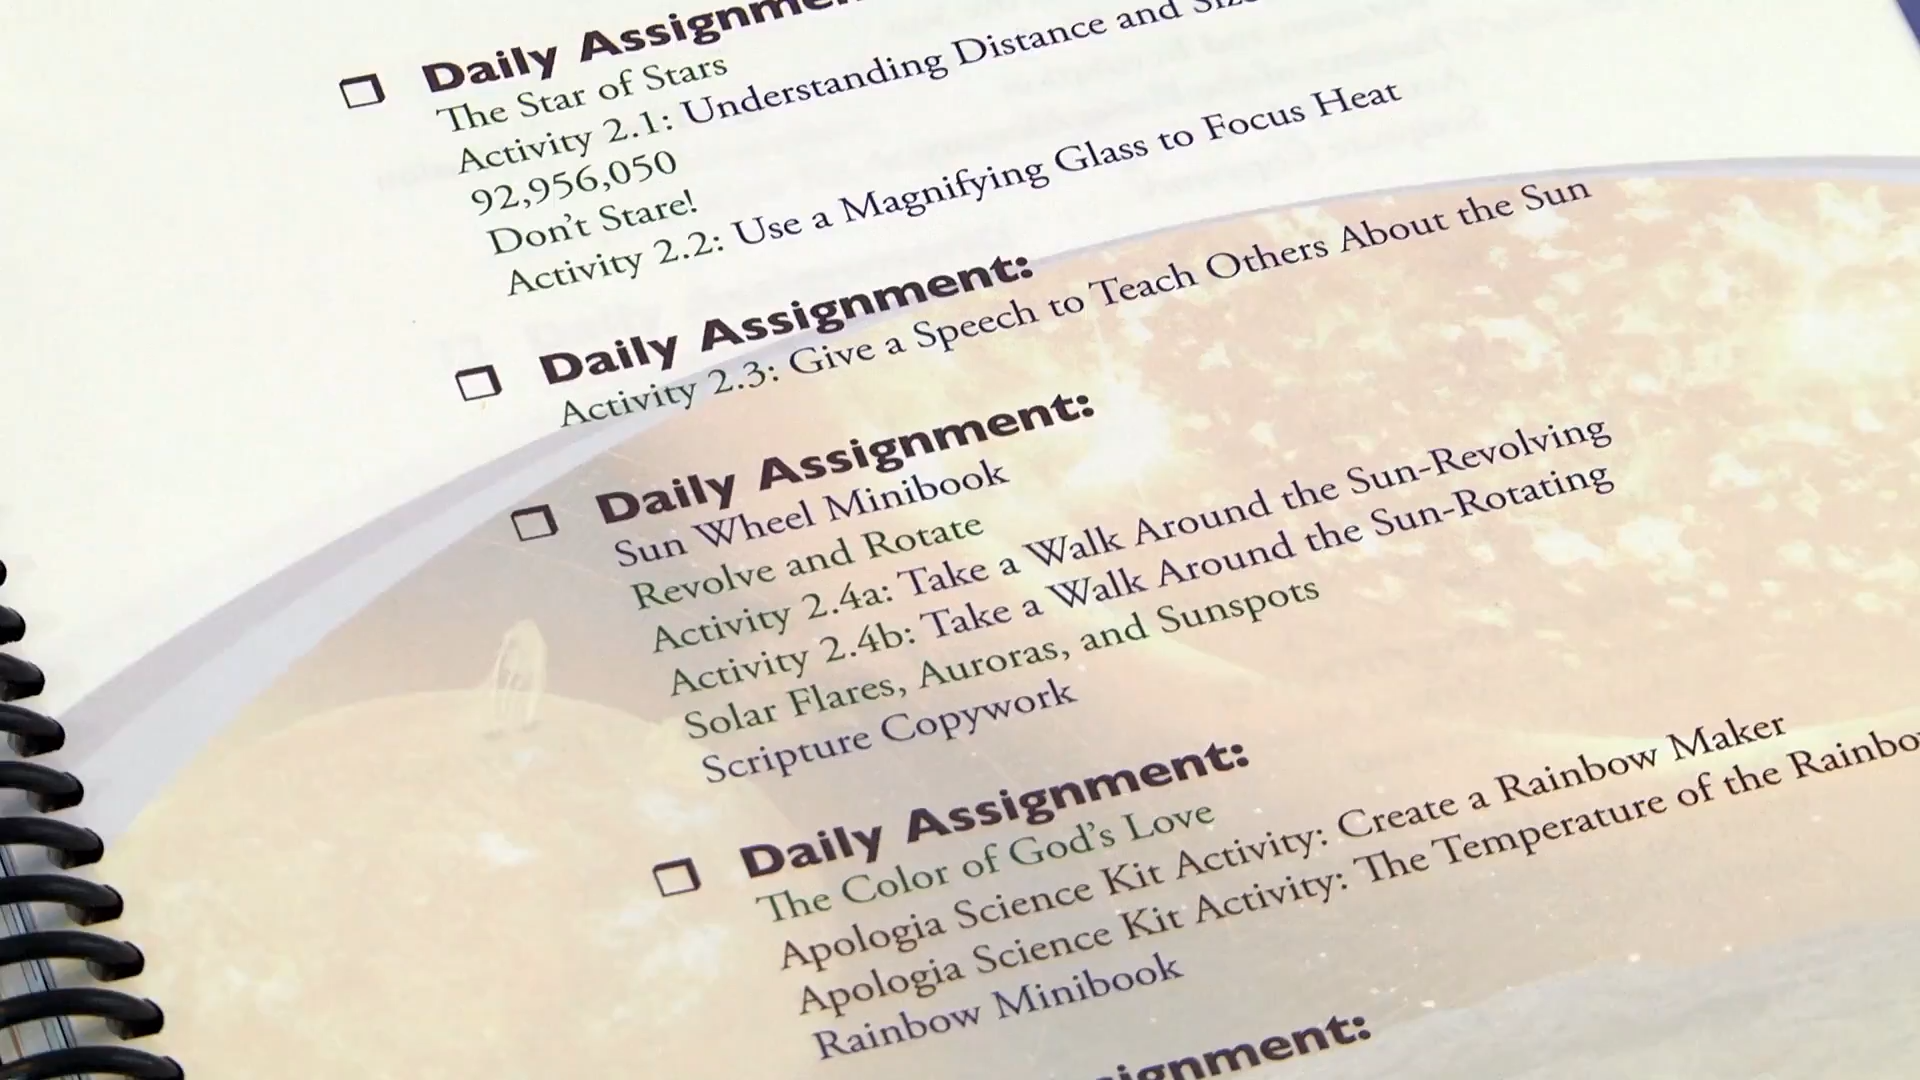 Daily Assignme
The Star of Stars
Activity 2.1: Understanding Distance and Size
92,956,050
Don't Stare!
Activity 2.2: Use a Magnifying Glass to Focus Heat
Daily Assignment:
Activity 2.3: Give a Speech to Teach Others About the Sun
Daily Assignment:
Sun Wheel Minibook
Revolve and Rotate
Activity 2.4a: Take a Walk Around the Sun-Revolving
Activity 2.4b: Take a Walk Around the Sun-Rotating
Solar Flares, Auroras, and Sunspots
Scripture Copywork
Daily Assignment:
The Color of God's Love
Apologia Science Kit Activity: Create a Rainbow Maker
Apologia Science Kit Activity: The Temperature of the Rainbo
Rainbow Minibook
ignment: